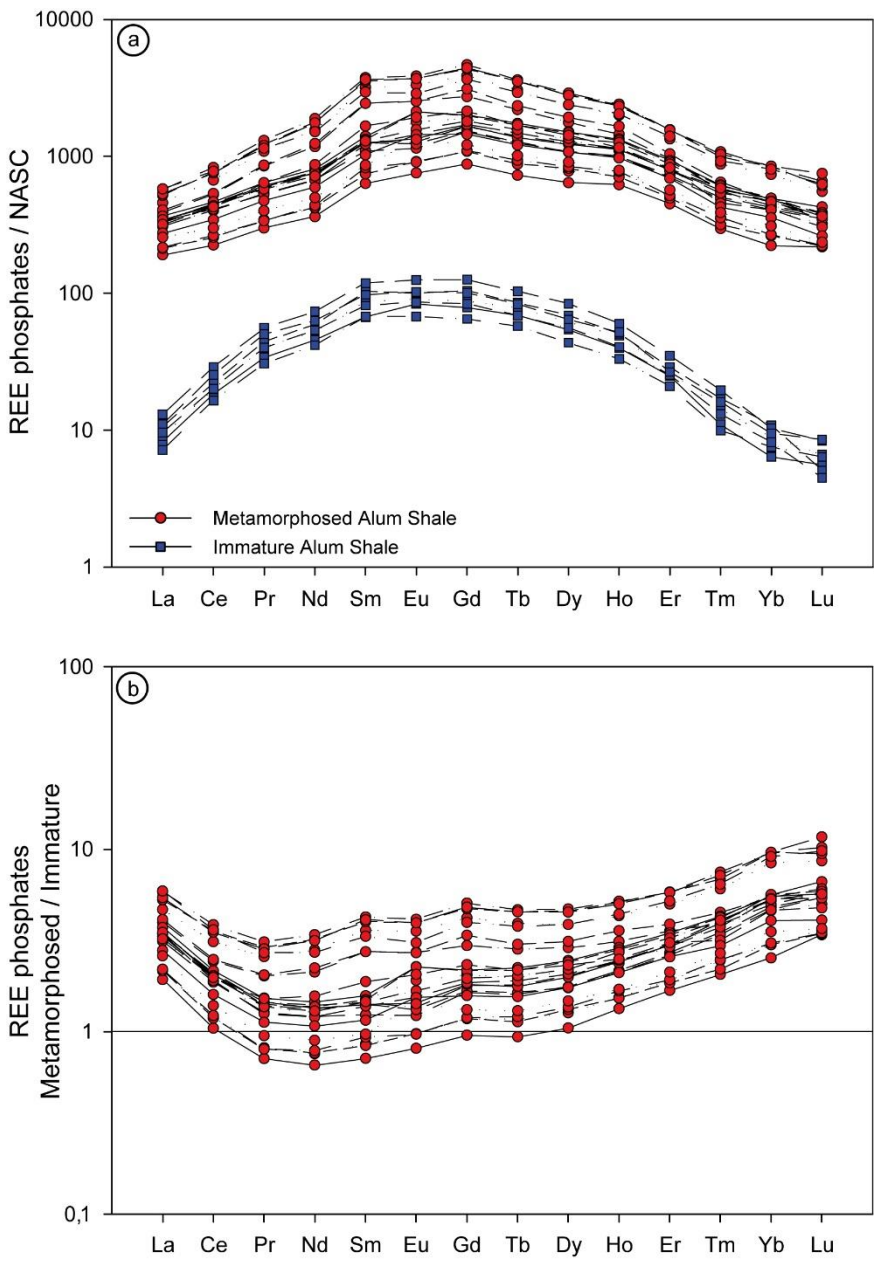 a
10000
1000
100
10
1
REE phosphates / NASC
Metamorphosed Alum Shale
Immature Alum Shale
La Ce Pr Nd Sm Eu Gd Tb Dy Ho Er Tm Yb Lu
b
100
10
1
0,1
REE phosphates
Metamorphosed / Immature
La Ce Pr Nd Sm Eu Gd Tb Dy Ho Er Tm Yb Lu